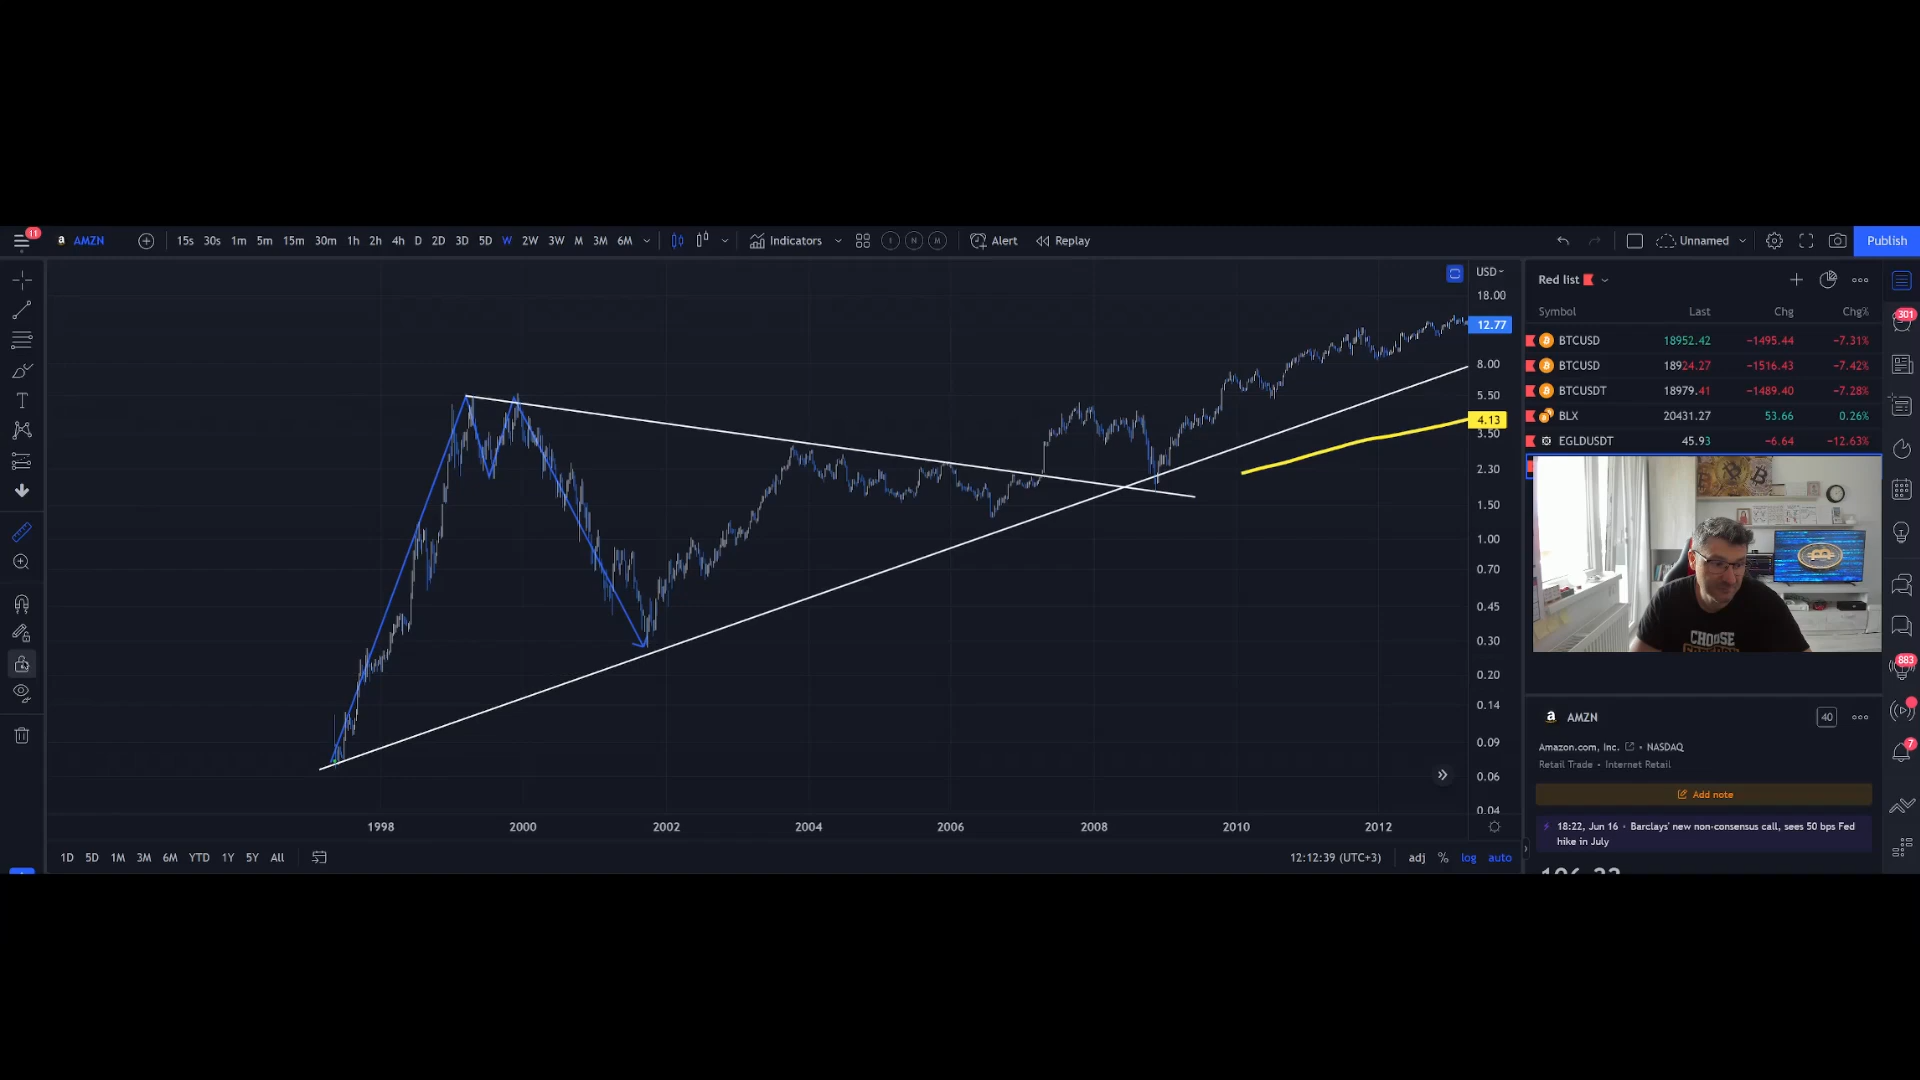 11
a AMZN 15s 30s 1m 5m 15m 30m 1h 2h 4h D 2D 3D 5D W 2W 3W M 3M 6M Indicators I N M Alert Replay Unnamed Publish
USD
18.00
12.77
8.00
5.50
4.13
3.50
2.30
1.50
1.00
0.70
0.45
0.30
0.20
0.14
0.09
0.06
0.04
1998 2000 2002 2004 2006 2008 2010 2012
1D 5D 1M 3M 6M YTD 1Y 5Y All 12:12:39 (UTC+3) adj % log auto
Red list
Symbol Last Chg Chg%
BTCUSD 18952.42 −1495.44 −7.31%
BTCUSD 18924.27 −1516.43 −7.42%
BTCUSDT 18979.41 −1489.40 −7.28%
BLX 20431.27 53.66 0.26%
EGLDUSDT 45.93 −6.64 −12.63%
CHOOSE
a AMZN 40
Amazon.com, Inc. • NASDAQ
Retail Trade • Internet Retail
Add note
18:22, Jun 16 • Barclays' new non-consensus call, sees 50 bps Fed
hike in July
301
883
7